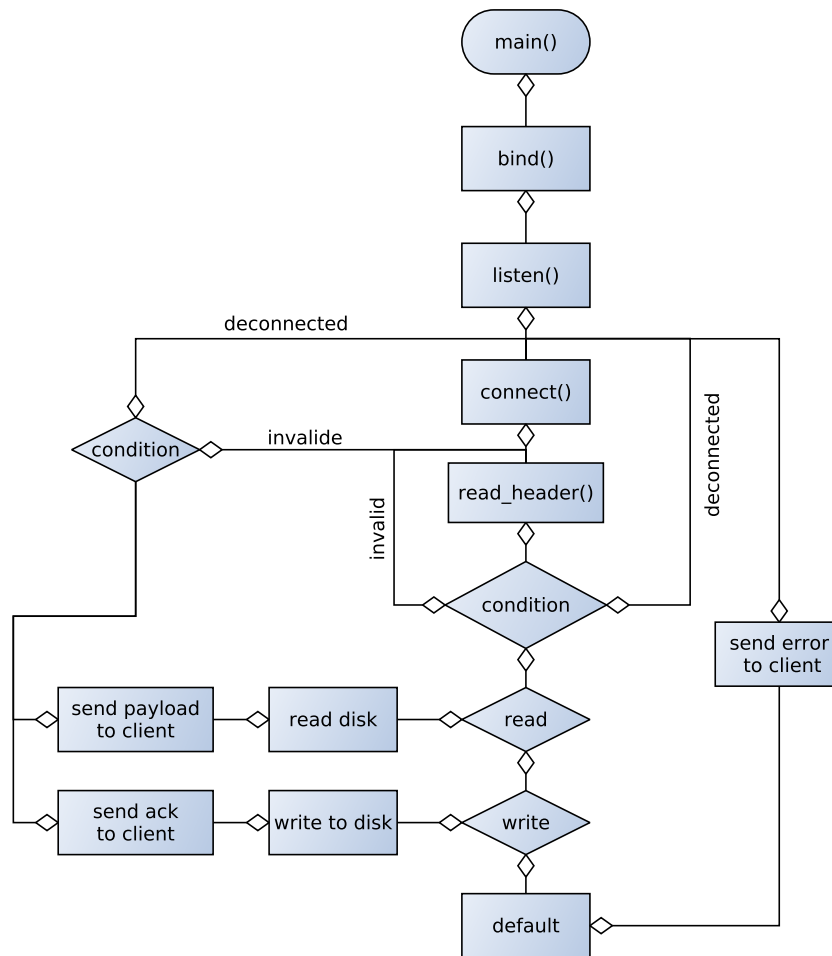 main()
bind()
listen()
deconnected
connect()
deconnected
condition
invalide
read_header()
invalid
condition
send error
to client
send payload
to client
read disk
read
send ack
to client
write to disk
write
default